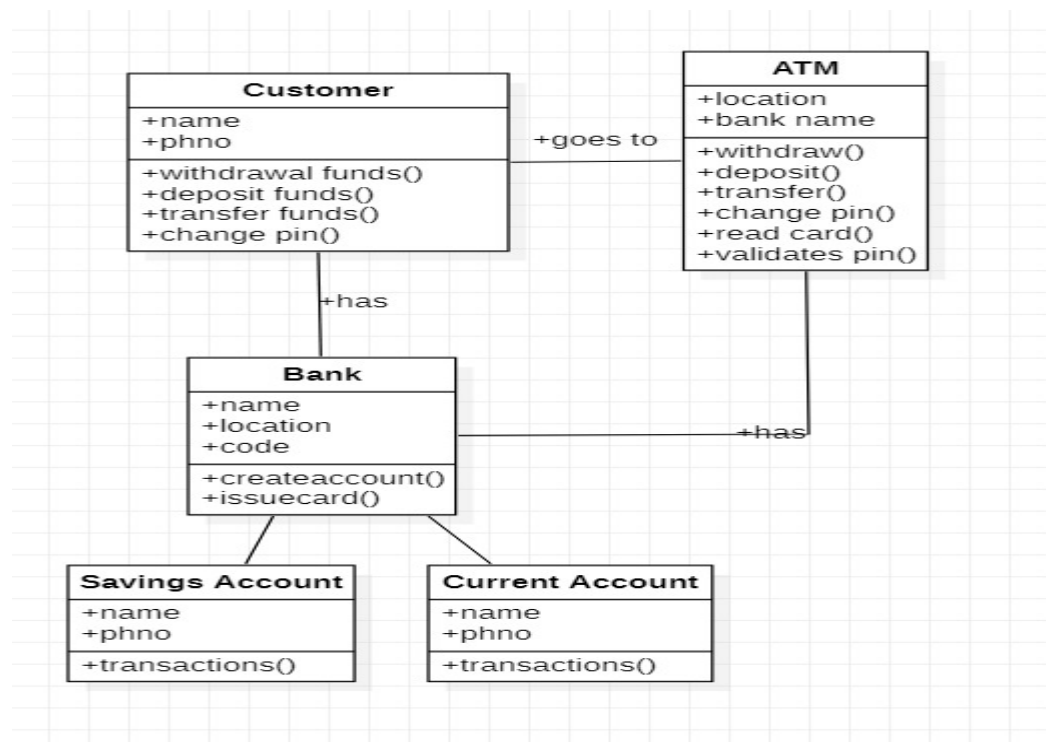 Customer
+name
+phno
+withdrawal funds()
+deposit funds()
+transfer funds()
+change pin()
+goes to
ATM
+location
+bank name
+withdraw()
+deposit()
+transfer()
+change pin()
+read card()
+validates pin()
+has
Bank
+name
+location
+code
+createaccount()
+issuecard()
+has
Savings Account
+name
+phno
+transactions()
Current Account
+name
+phno
+transactions()